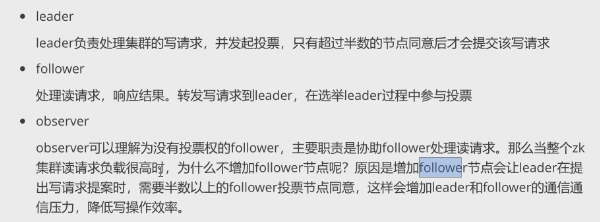 leader
leader负责处理集群的写请求，并发起投票，只有超过半数的节点同意后才会提交该写请求
follower
处理读请求，响应结果。转发写请求到leader，在选举leader过程中参与投票
observer
observer可以理解为没有投票权的follower，主要职责是协助follower处理读请求。那么当整个zk
集群读请求负载很高时，为什么不增加follower节点呢？原因是增加follower节点会让leader在提
出写请求提案时，需要半数以上的follower投票节点同意，这样会增加leader和follower的通信通
信压力，降低写操作效率。